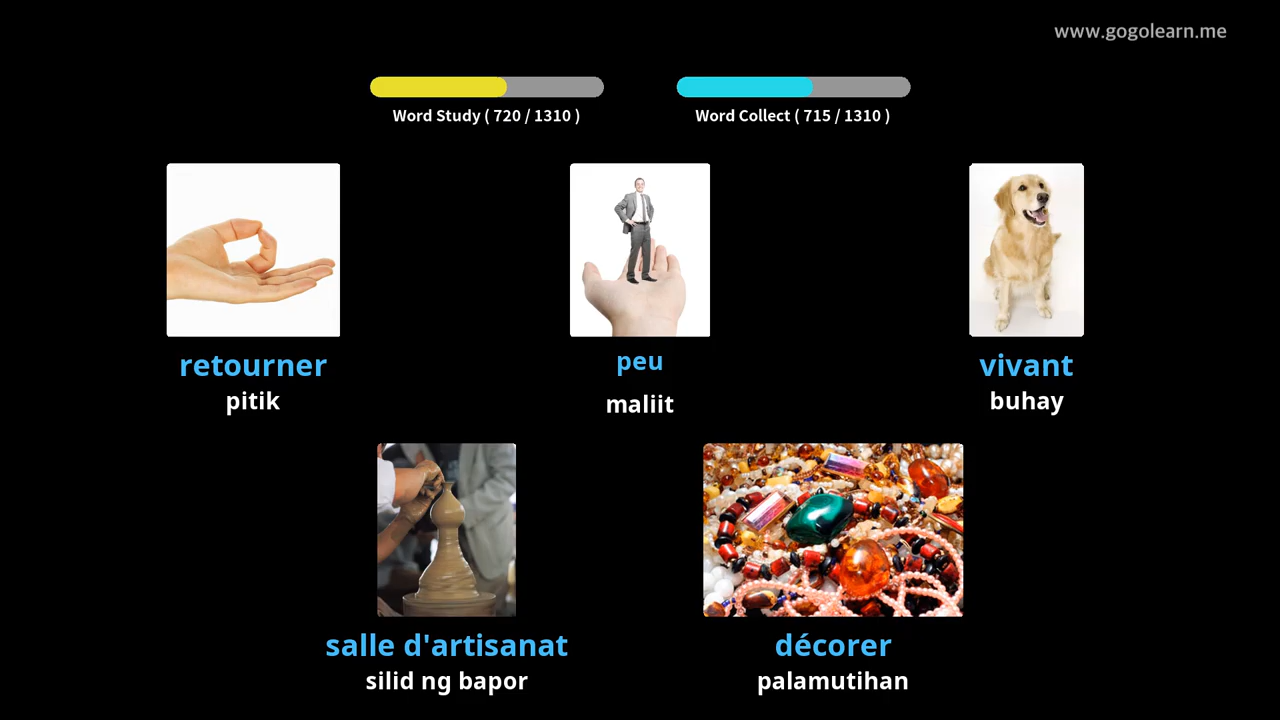 www.gogolearn.me
Word Study ( 720 / 1310 )
Word Collect ( 715 / 1310 )
retourner
pitik
peu
maliit
vivant
buhay
salle d'artisanat
silid ng bapor
décorer
palamutihan